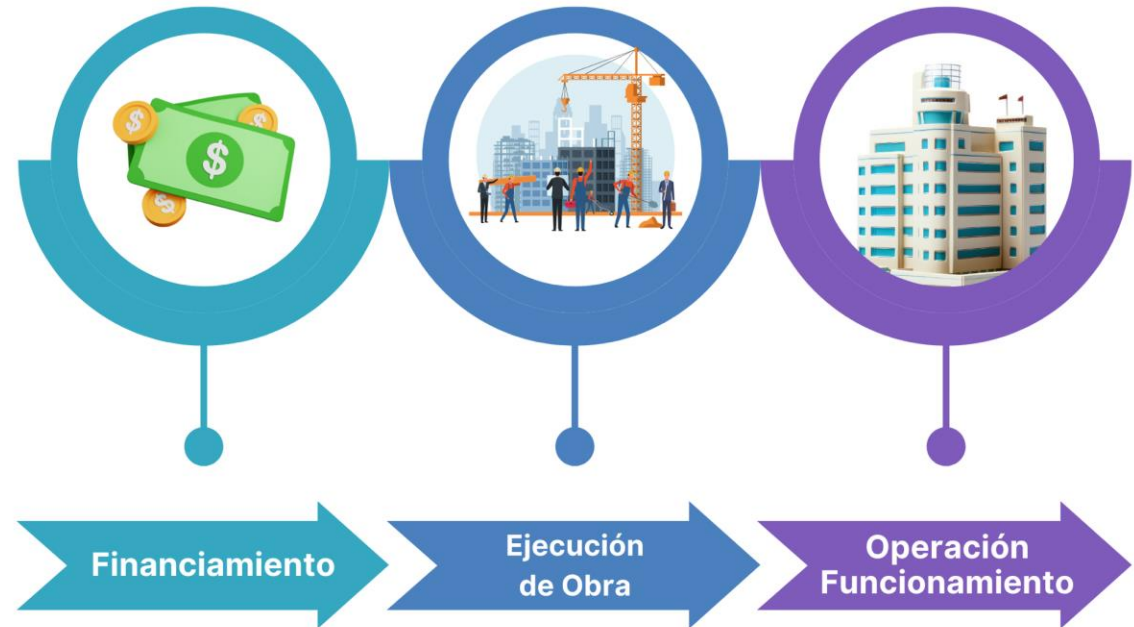 $
$
$
$
Financiamiento
Ejecución
de Obra
Operación
Funcionamiento